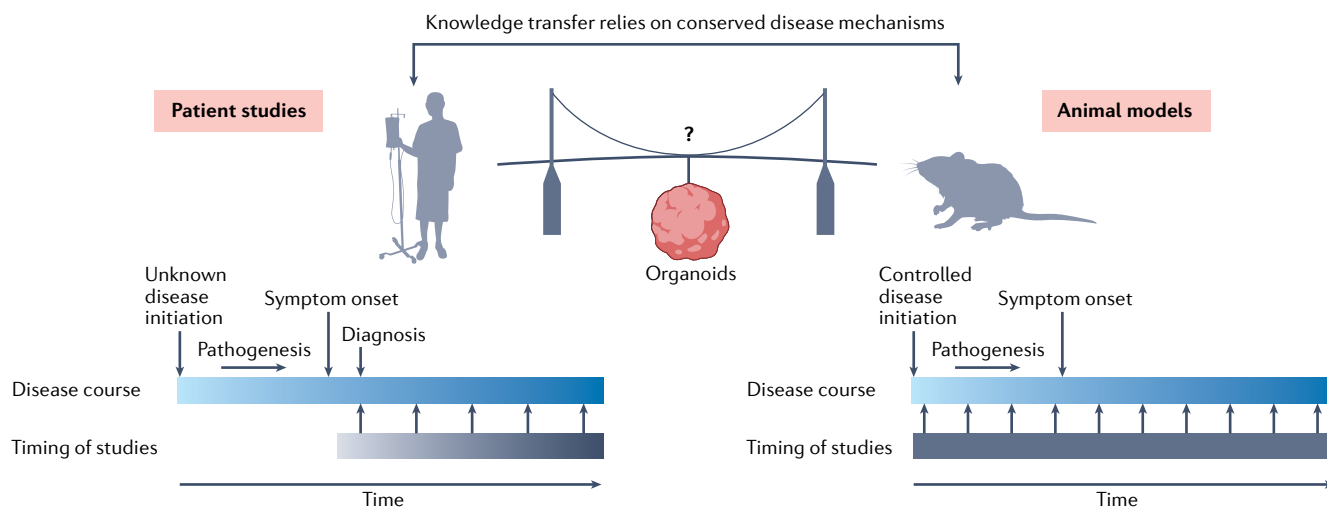 Knowledge transfer relies on conserved disease mechanisms
Patient studies
?
Animal models
Organoids
Unknown
disease
initiation
Symptom onset
Diagnosis
Pathogenesis
Disease course
Timing of studies
Time
Controlled
disease
initiation
Symptom onset
Pathogenesis
Disease course
Timing of studies
Time